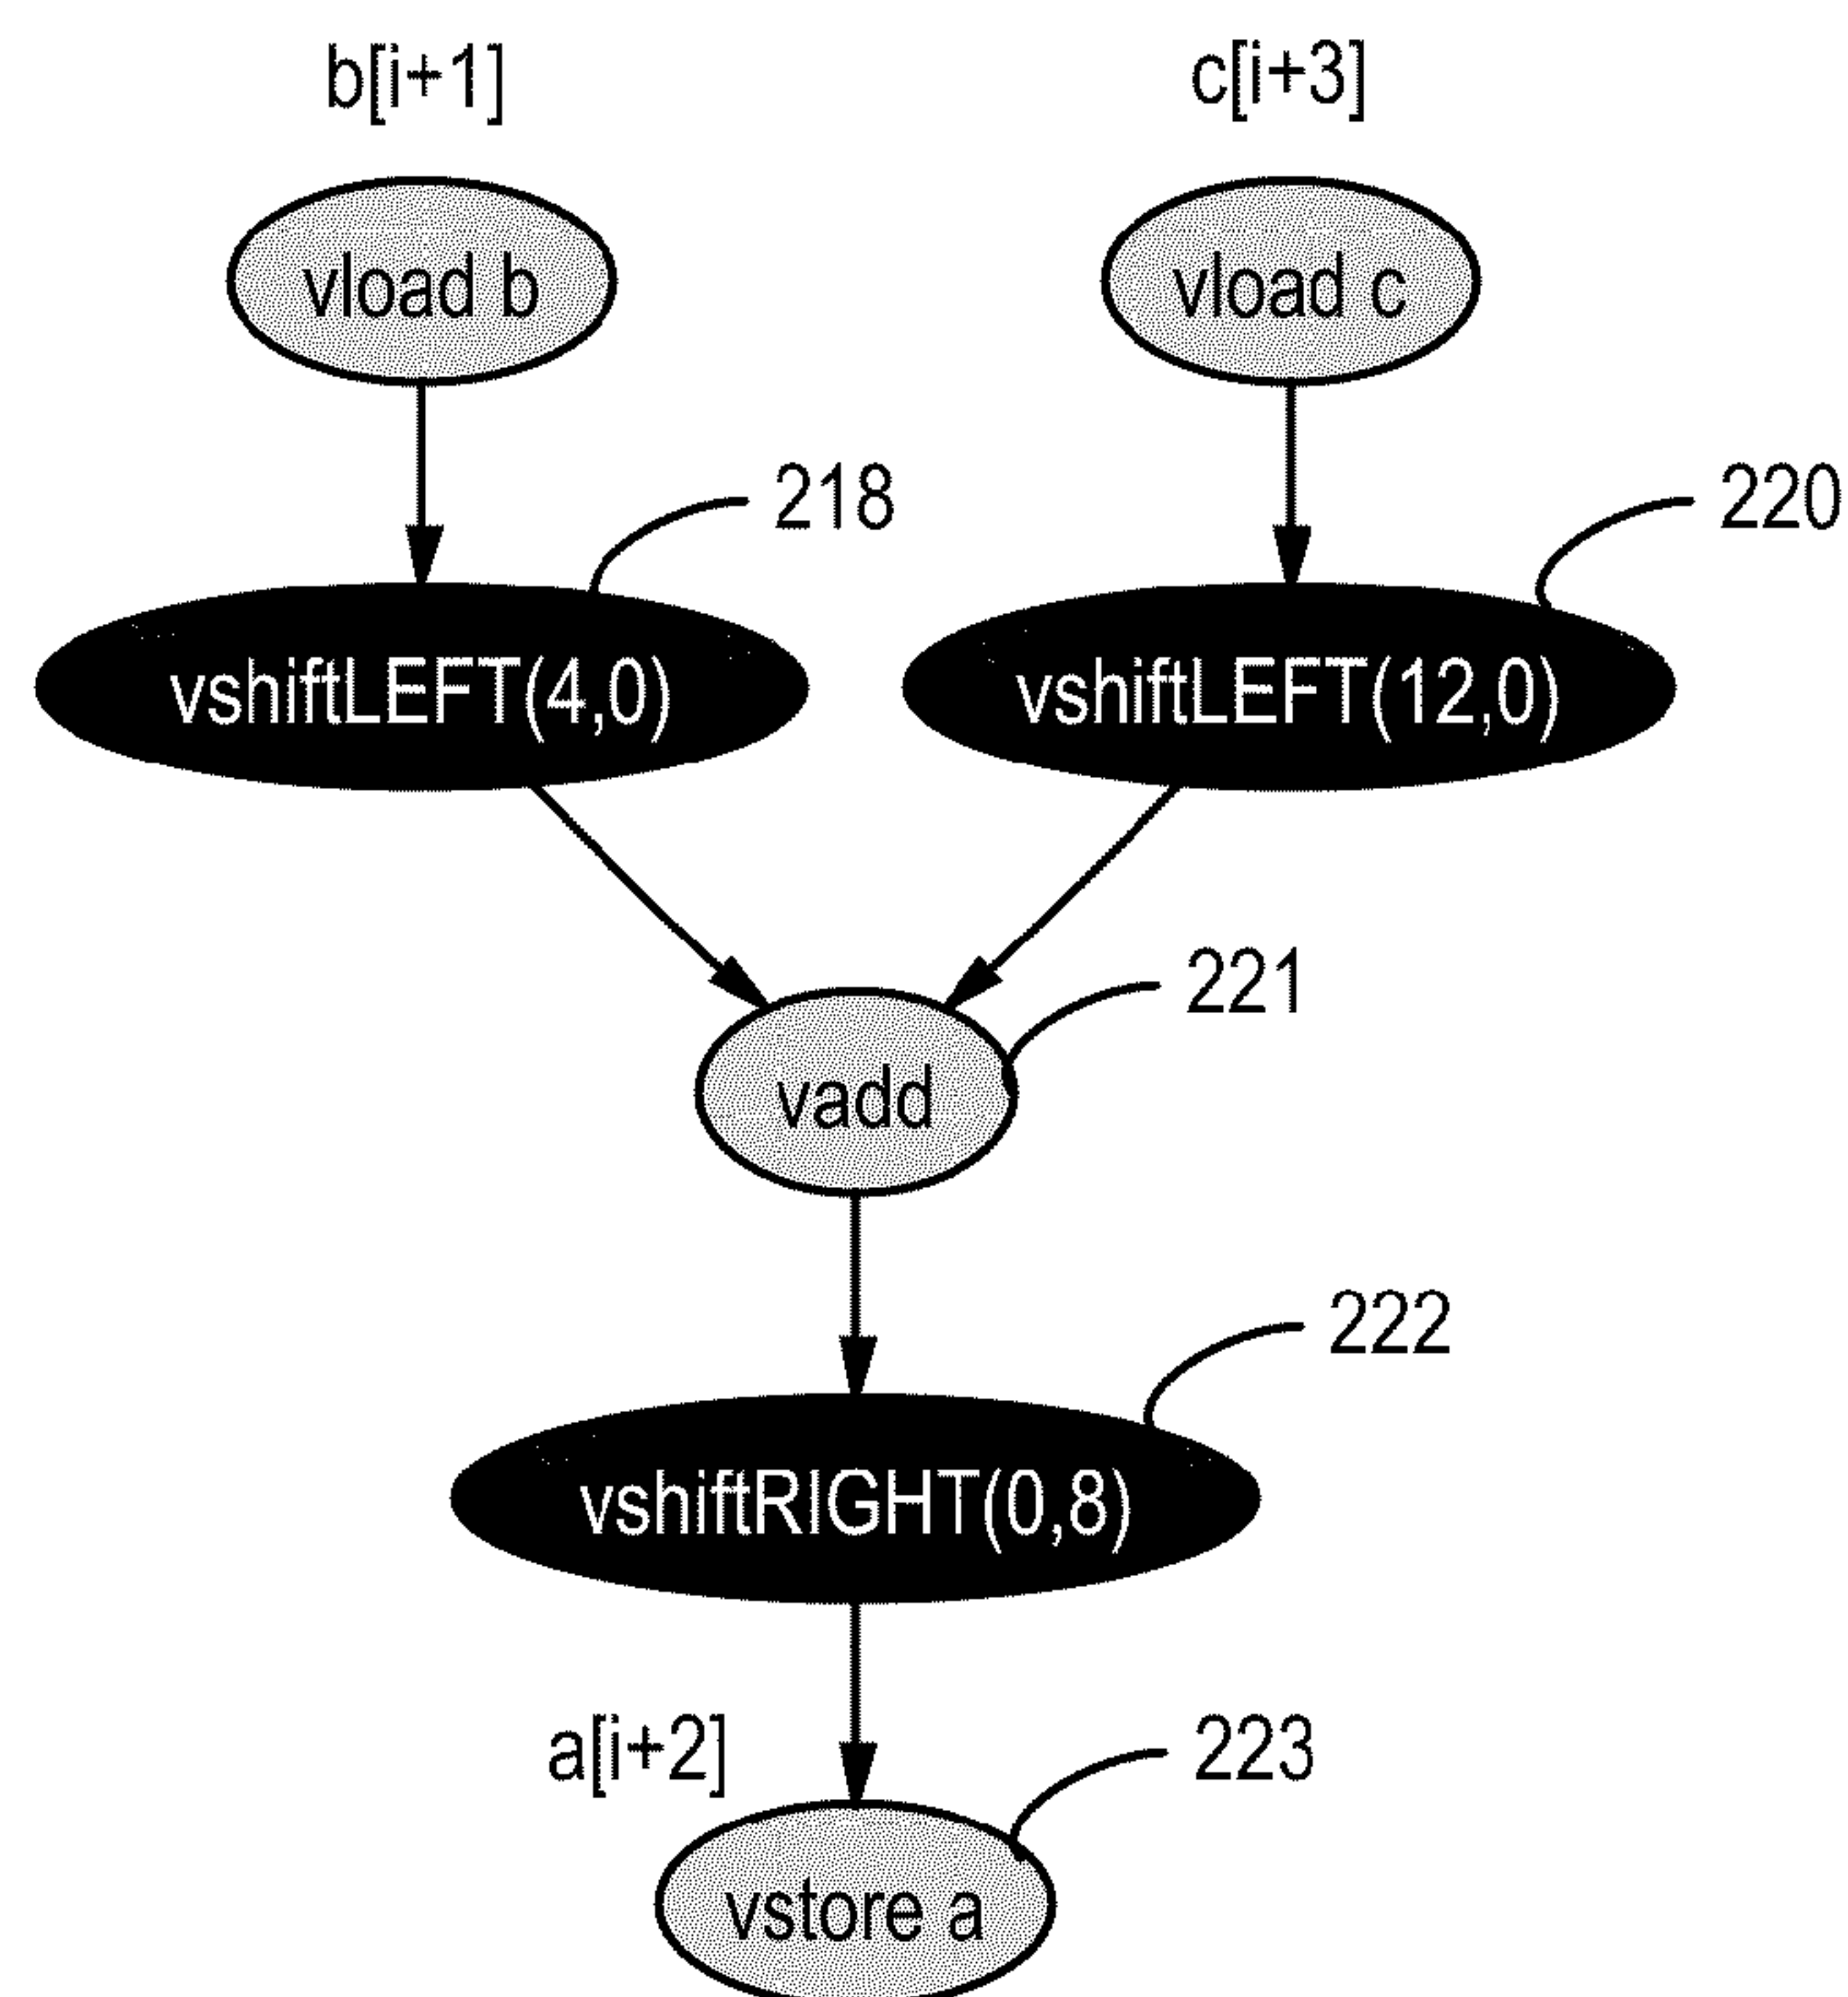 b[i+1]
c[i+3]
vload b
vload c
218
220
vshiftLEFT(4,0)
vshiftLEFT(12,0)
221
vadd
222
vshiftRIGHT(0,8)
a[i+2]
223
vstore a